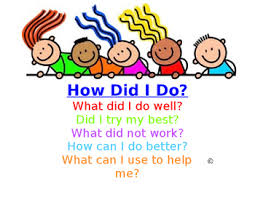 How Did I Do?
What did I do well?
Did I try my best?
What did not work?
How can I do better?
What can I use to help
me?
©